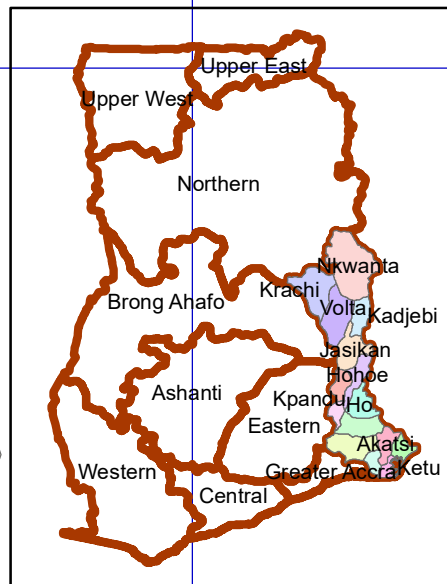 Upper East
Upper West
Northern
Nkwanta
Krachi
Brong Ahafo
Volta
Kadjebi
Jasikan
Hohoe
Ashanti
Kpandu
Ho
Eastern
Akatsi
Western
Greater Accra
Ketu
Central